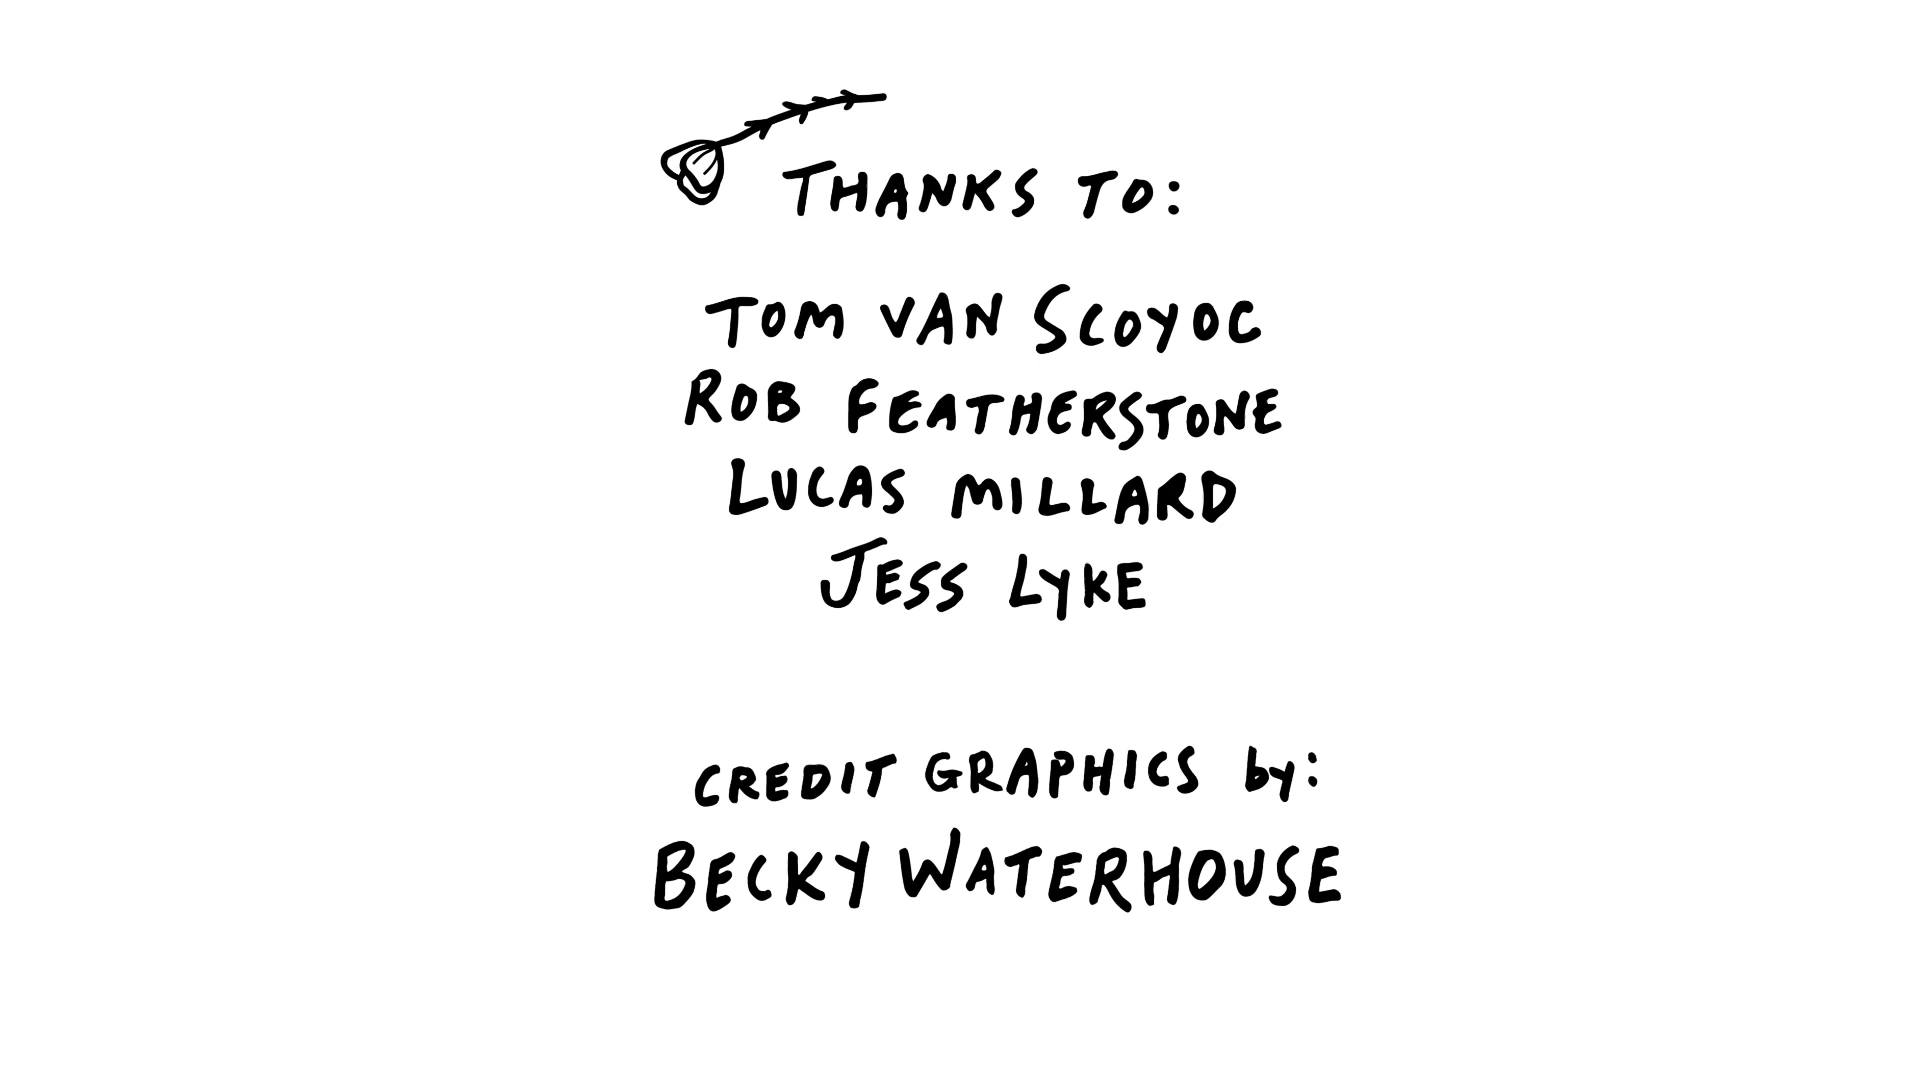 THANKS TO:
TOM VAN SCOYOC
ROB FEATHERSTONE
LUCAS MILLARD
JESS LYKE
CREDIT GRAPHICS by:
BECKY WATERHOUSE